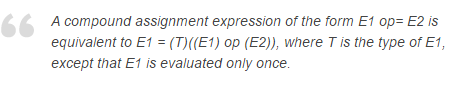 A compound assignment expression of the form E1 op= E2 is
equivalent to E1 = (T)((E1) op (E2)), where T is the type of E1,
except that E1 is evaluated only once.